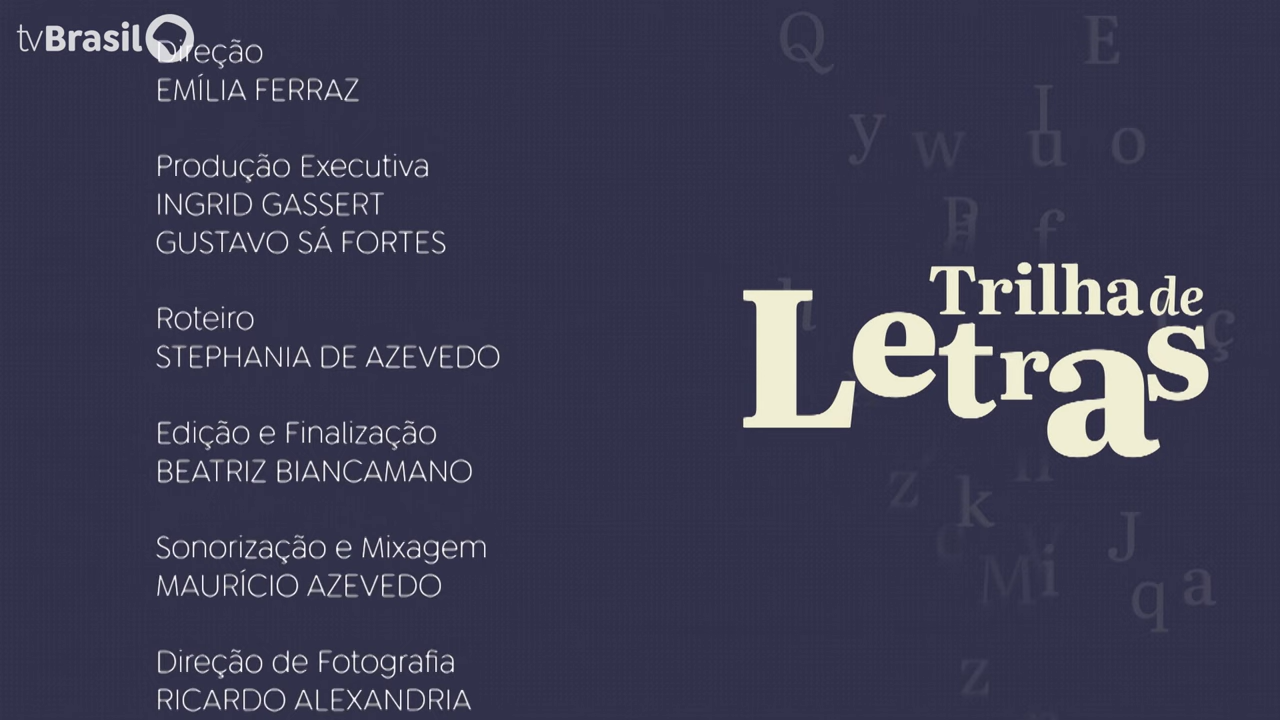 tvBrasil
Direção
EMÍLIA FERRAZ
Produção Executiva
INGRID GASSERT
GUSTAVO SÁ FORTES
Roteiro
STEPHANIA DE AZEVEDO
Edição e Finalização
BEATRIZ BIANCAMANO
Sonorização e Mixagem
MAURÍCIO AZEVEDO
Direção de Fotografia
RICARDO ALEXANDRIA
Trilha de
Letras